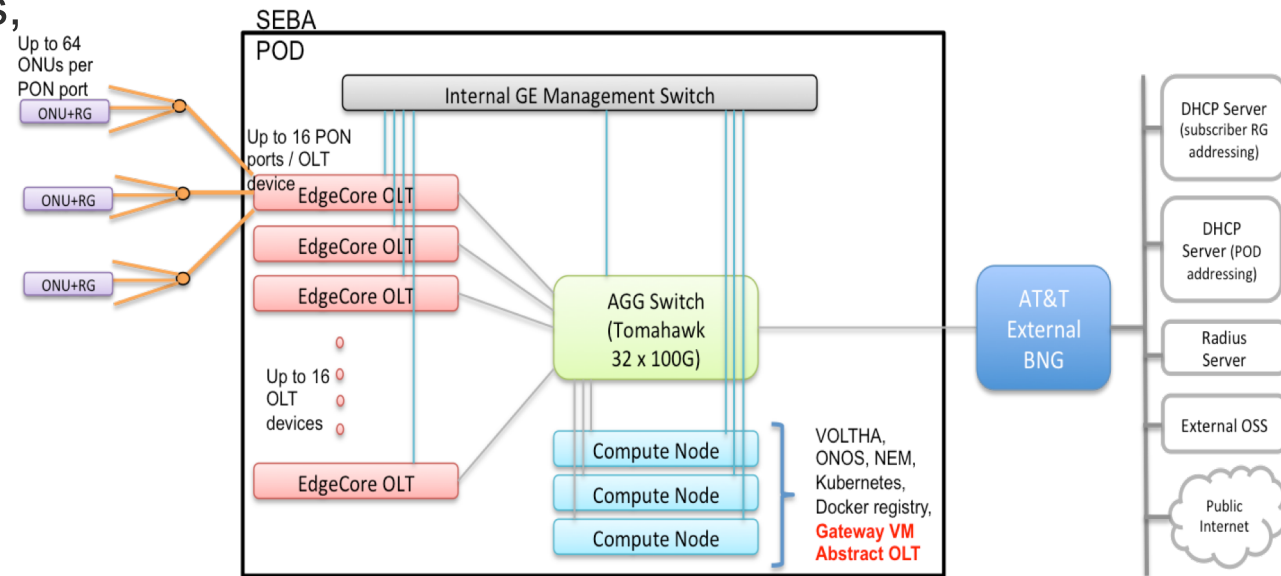 s,
SEBA
POD
Up to 64
ONUs per
PON port
ONU+RG
ONU+RG
ONU+RG
Internal GE Management Switch
Up to 16 PON
ports / OLT
device
EdgeCore OLT
EdgeCore OLT
EdgeCore OLT
Up to 16
OLT
devices
EdgeCore OLT
AGG Switch
(Tomahawk
32 x 100G)
Compute Node
Compute Node
Compute Node
VOLTHA,
ONOS, NEM,
Kubernetes,
Docker registry,
Gateway VM
Abstract OLT
AT&T
External
BNG
DHCP Server
(subscriber RG
addressing)
DHCP
Server (POD
addressing)
Radius
Server
External OSS
Public
Internet